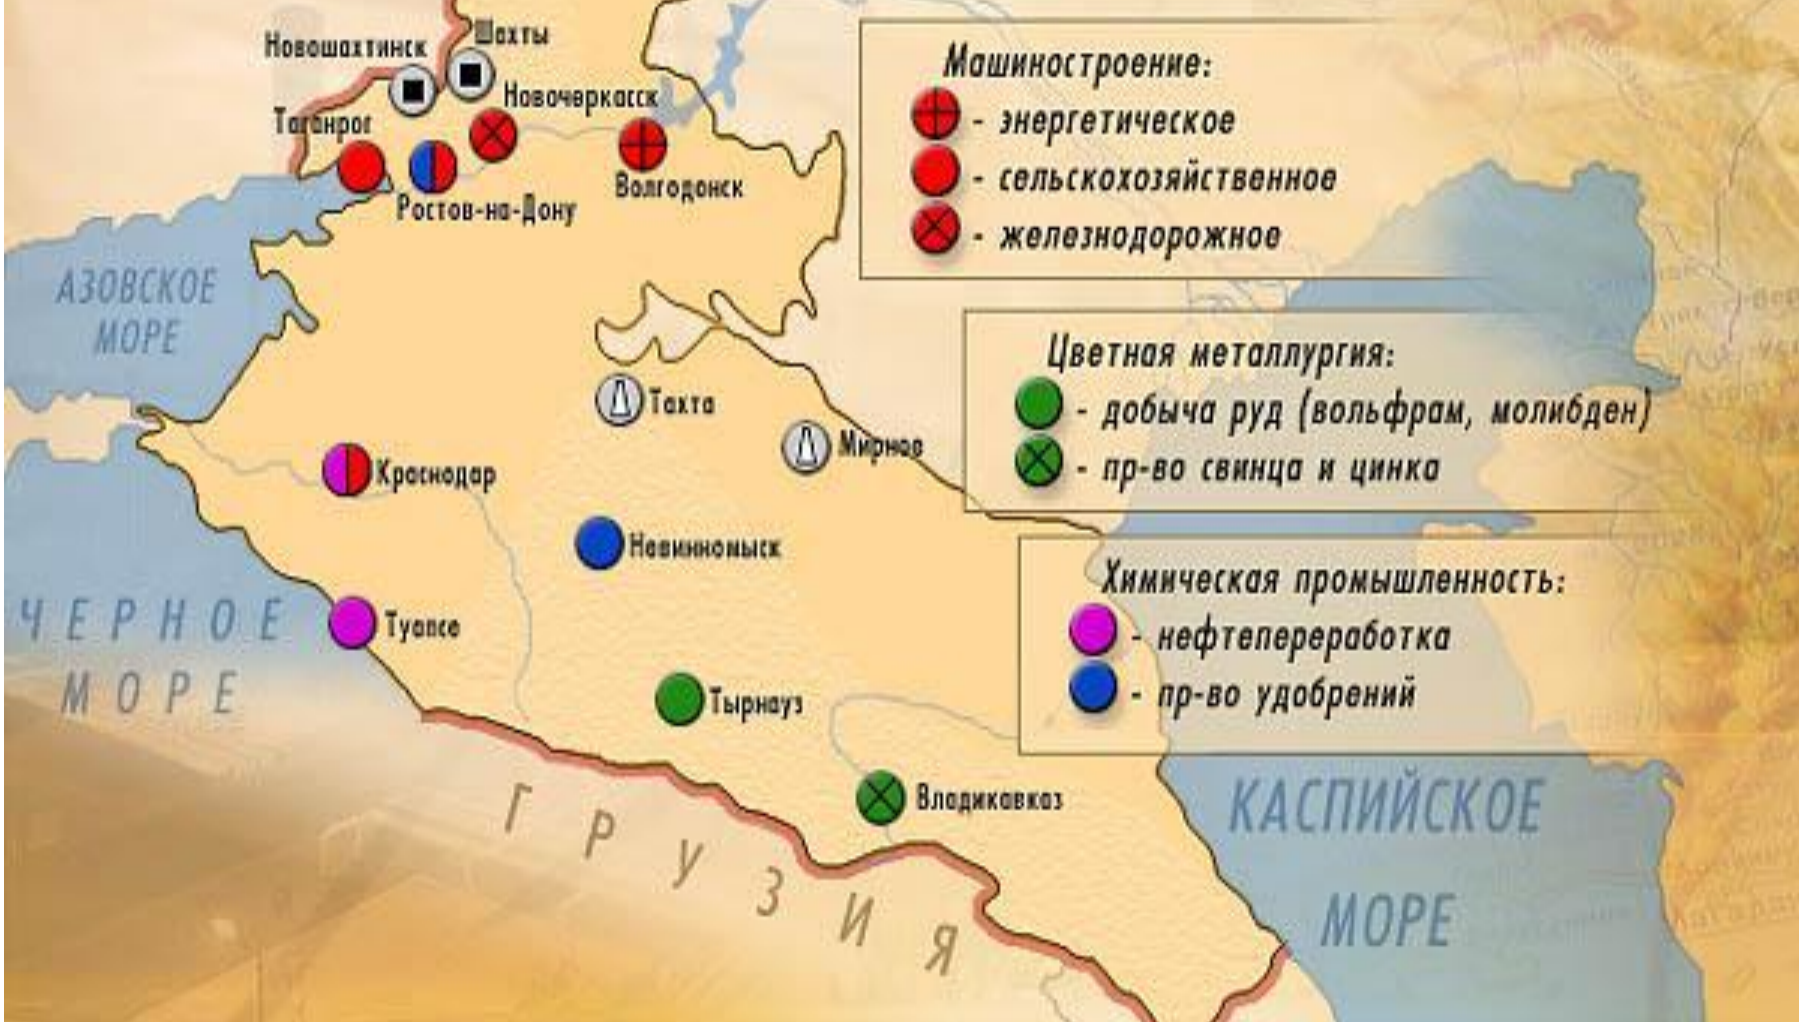 Шахты
Новошахтинск
Новочеркасск
Таганрог
Волгодонск
Ростов-на-Дону
АЗОВСКОЕ
МОРЕ
Тахта
Мирное
Краснодар
Невинномыск
ЧЕРНОЕ
МОРЕ
Туапсе
Тырнауз
Владикавказ
ГРУЗИЯ
КАСПИЙСКОЕ
МОРЕ
Машиностроение:
- энергетическое
- сельскохозяйственное
- железнодорожное
Цветная металлургия:
- добыча руд (вольфрам, молибден)
- пр-во свинца и цинка
Химическая промышленность:
- нефтепереработка
- пр-во удобрений